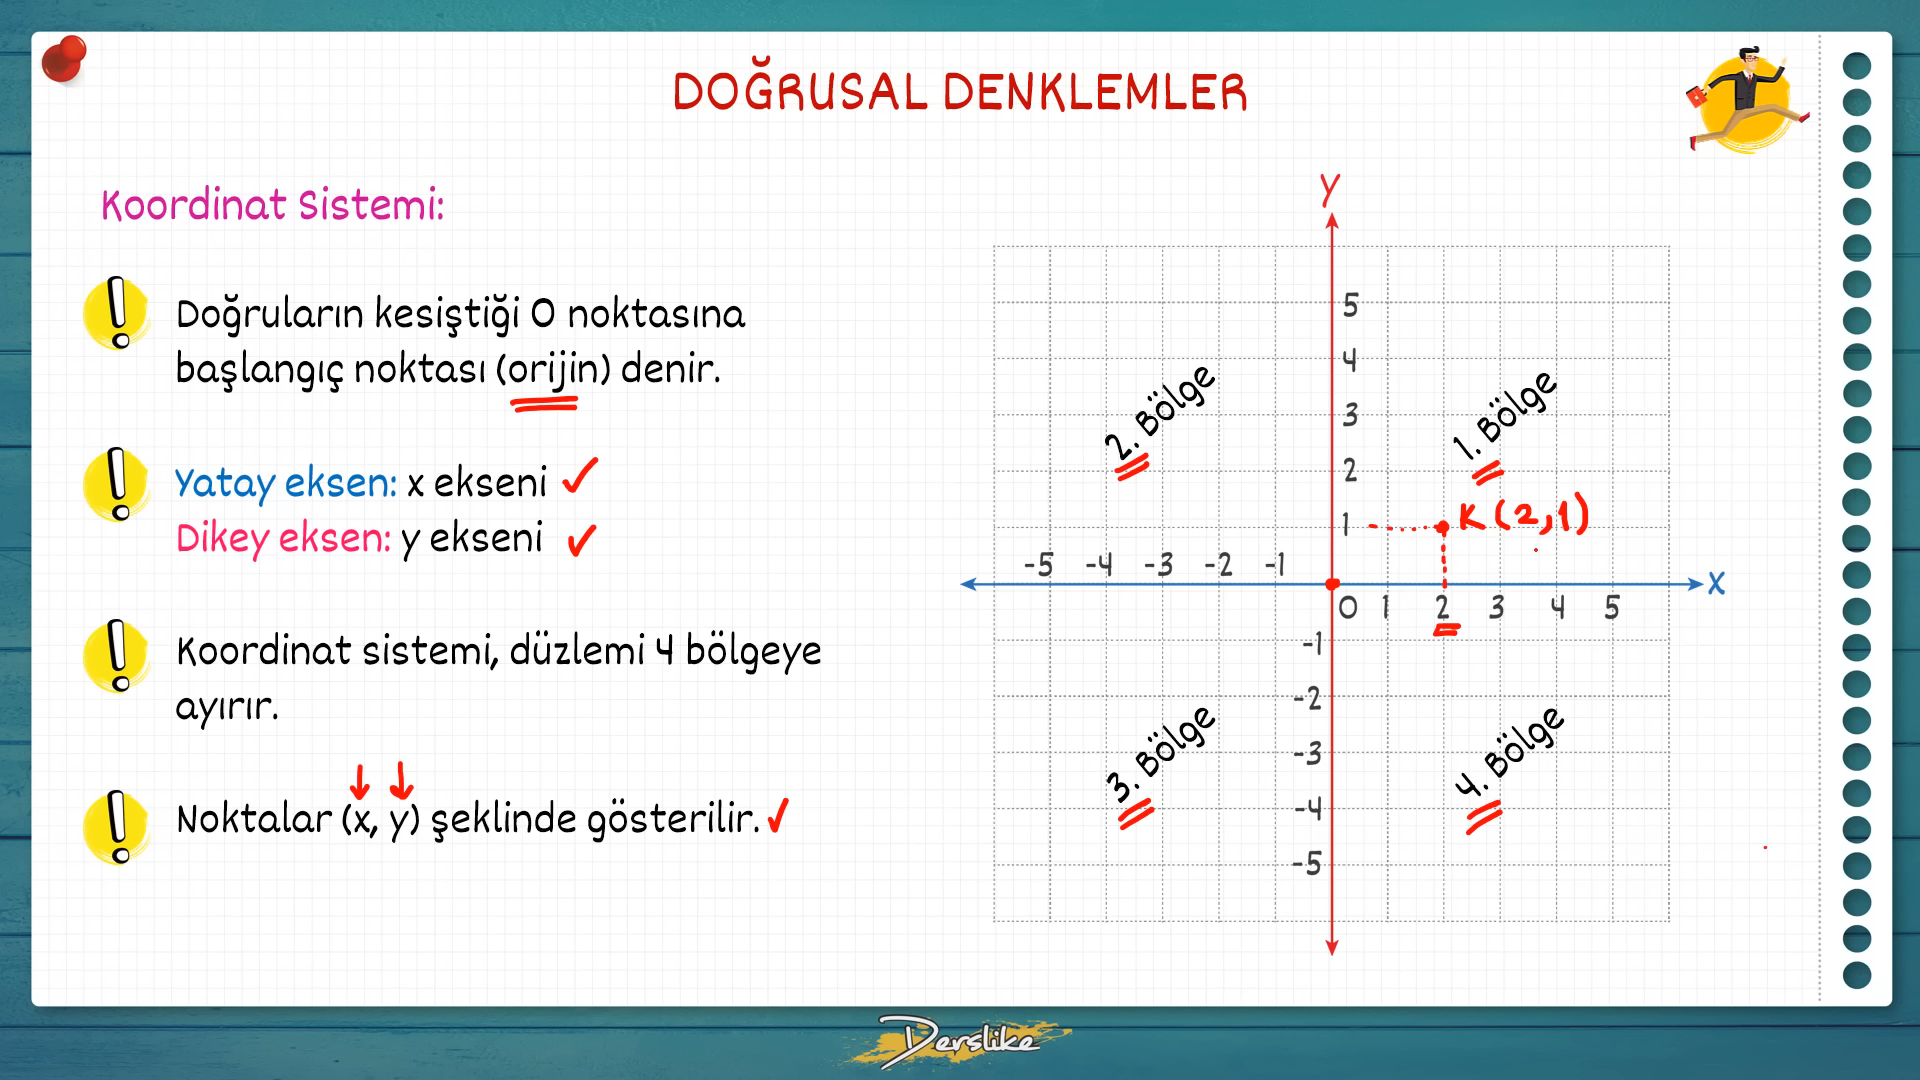 DOĞRUSAL DENKLEMLER
Koordinat Sistemi:
Doğruların kesiştiği 0 noktasına
başlangıç noktası (orijin) denir.
Yatay eksen: x ekseni
Dikey eksen: y ekseni
Koordinat sistemi, düzlemi 4 bölgeye
ayırır.
Noktalar (x, y) şeklinde gösterilir.
y
5
4
3
2
1
2. Bölge
1. Bölge
K (2,1)
-5 -4 -3 -2 -1
x
0 1 2 3 4 5
-1
-2
-3
-4
-5
3. Bölge
4. Bölge
Derslike